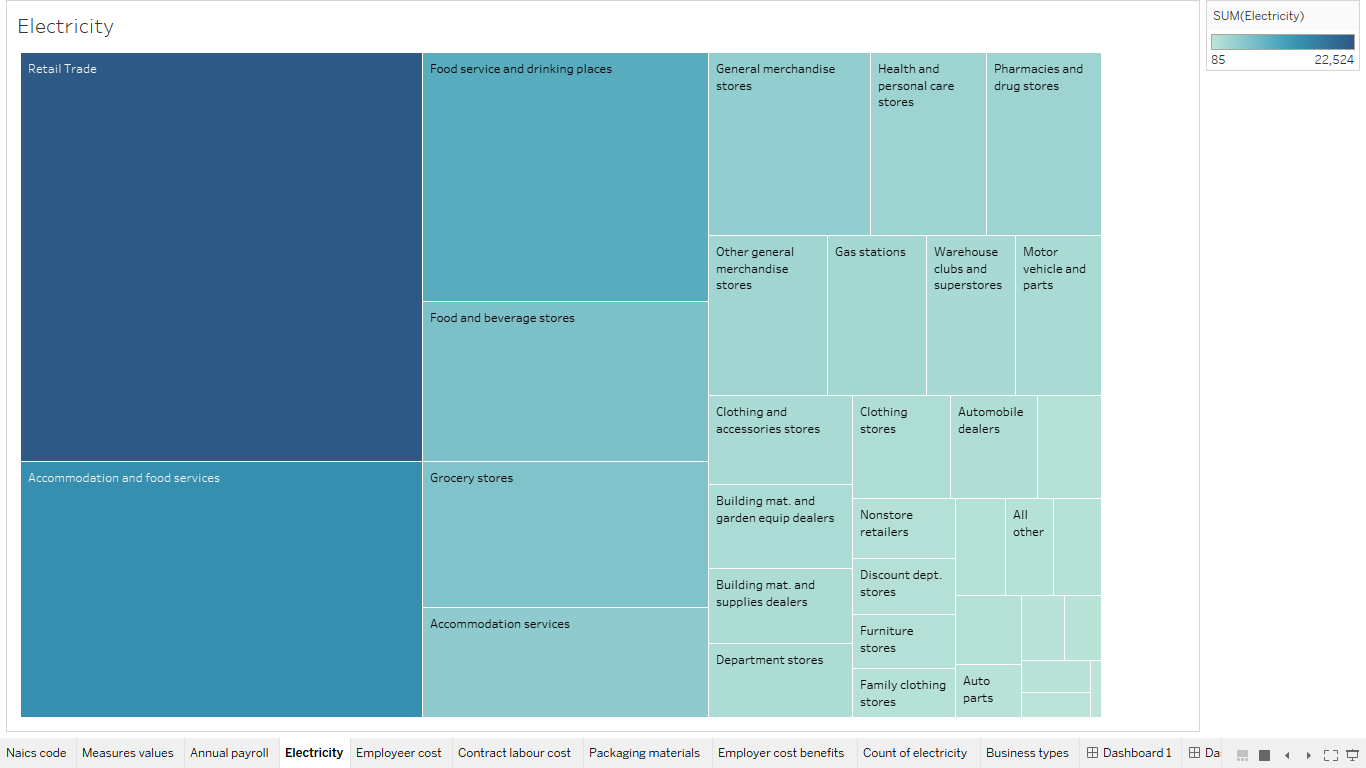 Electricity
SUM(Electricity)
85
22,524
Retail Trade
Food service and drinking places
General merchandise
stores
Health and
personal care
stores
Pharmacies and
drug stores
Other general
merchandise
stores
Gas stations
Warehouse
clubs and
superstores
Motor
vehicle and
parts
Food and beverage stores
Clothing and
accessories stores
Clothing
stores
Automobile
dealers
Accommodation and food services
Grocery stores
Building mat. and
garden equip dealers
Nonstore
retailers
All
other
Building mat. and
supplies dealers
Discount dept.
stores
Accommodation services
Furniture
stores
Department stores
Family clothing
stores
Auto
parts
Naics code
Measures values
Annual payroll
Electricity
Employeer cost
Contract labour cost
Packaging materials
Employer cost benefits
Count of electricity
Business types
Dashboard 1
Da